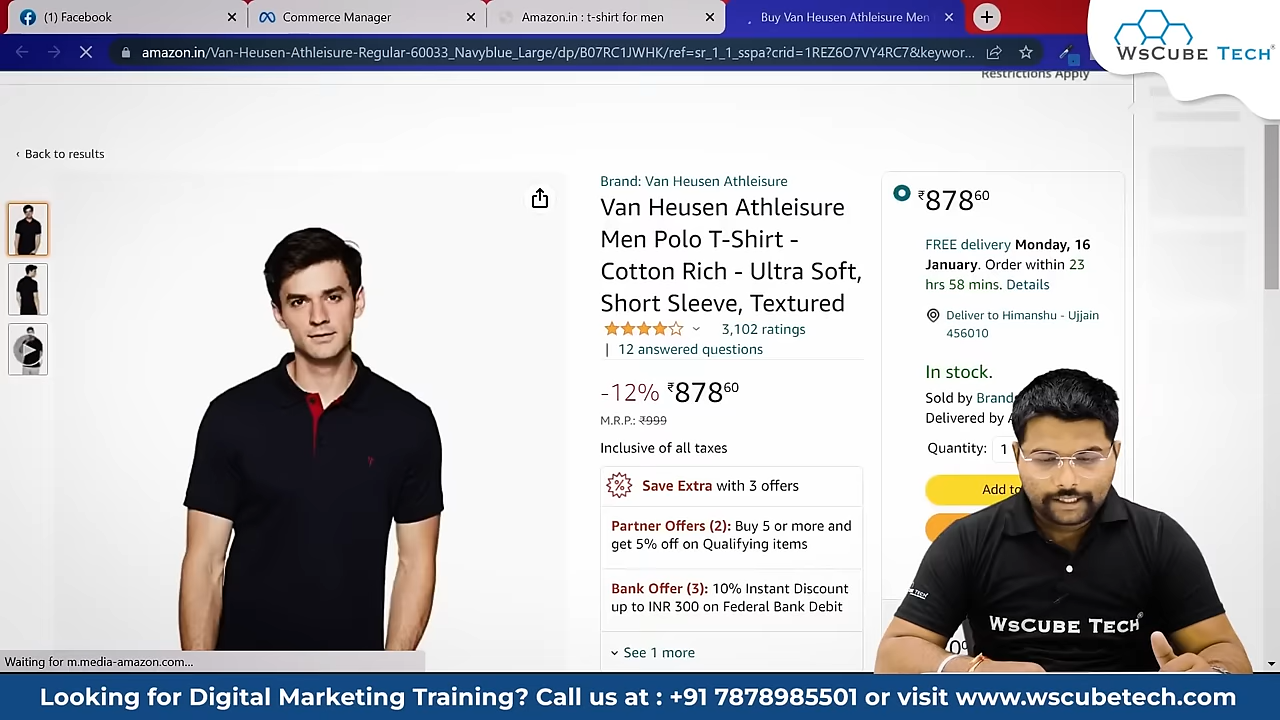 (1) Facebook
Commerce Manager
Amazon.in : t-shirt for men
Buy Van Heusen Athleisure Men
WsCube Tech
amazon.in/Van-Heusen-Athleisure-Regular-60033_Navyblue_Large/dp/B07RC1JWHK/ref=sr_1_1_sspa?crid=1REZ6O7VY4RC7&keywor...
Restrictions Apply
‹ Back to results
Brand: Van Heusen Athleisure
Van Heusen Athleisure
Men Polo T-Shirt -
Cotton Rich - Ultra Soft,
Short Sleeve, Textured
3,102 ratings
| 12 answered questions
-12% ₹87860
M.R.P.: ₹999
Inclusive of all taxes
Save Extra with 3 offers
Partner Offers (2): Buy 5 or more and
get 5% off on Qualifying items
Bank Offer (3): 10% Instant Discount
up to INR 300 on Federal Bank Debit
See 1 more
₹87860
FREE delivery Monday, 16
January. Order within 23
hrs 58 mins. Details
Deliver to Himanshu - Ujjain
456010
In stock.
Sold by Brand
Delivered by
Quantity: 1
Add to
WsCube Tech
WsCube Tech
Waiting for m.media-amazon.com...
Looking for Digital Marketing Training? Call us at : +91 7878985501 or visit www.wscubetech.com